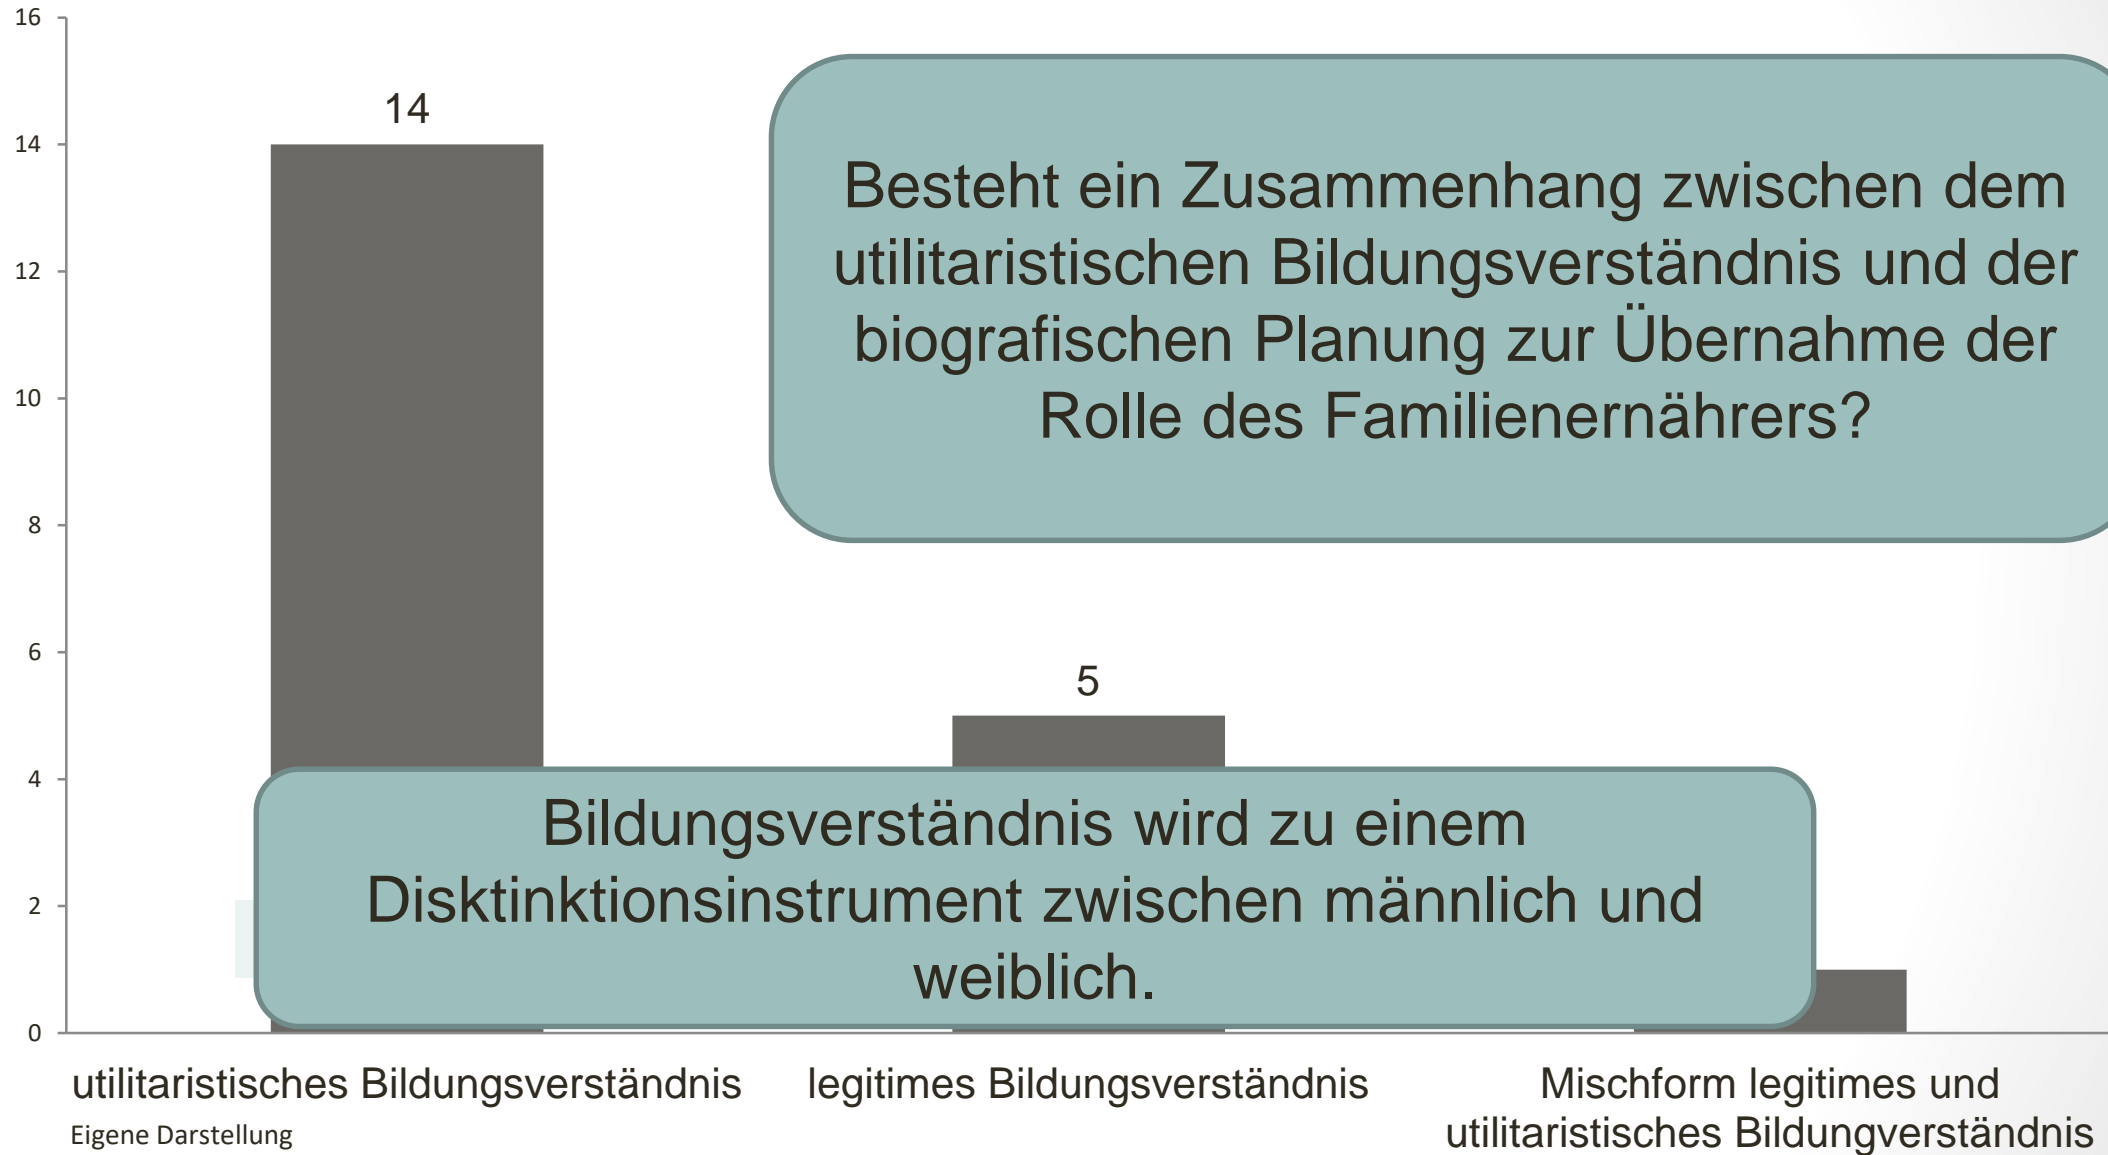 16
14
12
10
8
6
4
2
0
14
5
Besteht ein Zusammenhang zwischen dem
utilitaristischen Bildungsverständnis und der
biografischen Planung zur Übernahme der
Rolle des Familienernährers?
Bildungsverständnis wird zu einem
Disktinktionsinstrument zwischen männlich und
weiblich.
utilitaristisches Bildungsverständnis
legitimes Bildungsverständnis
Mischform legitimes und
utilitaristisches Bildungverständnis
Eigene Darstellung